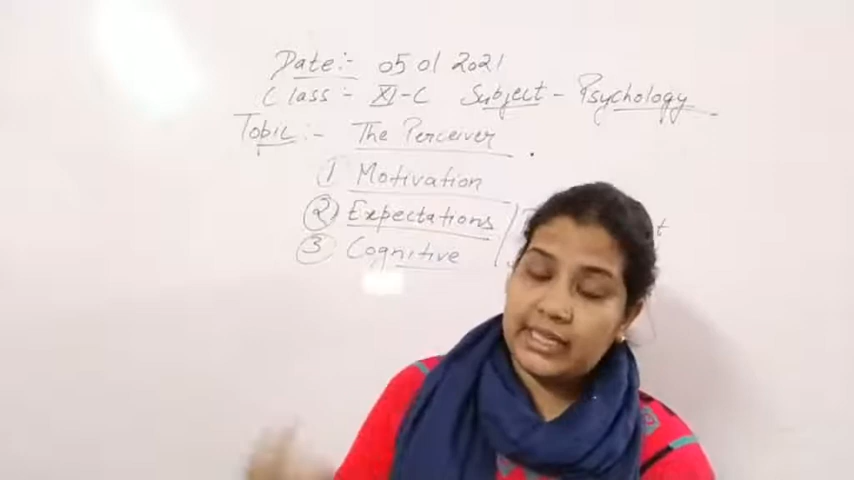 Date:- 05 01 2021
Class:- XI-C Subject - Psychology
Topic:- The Perceiver
1 Motivation
2 Expectations
3 Cognitive